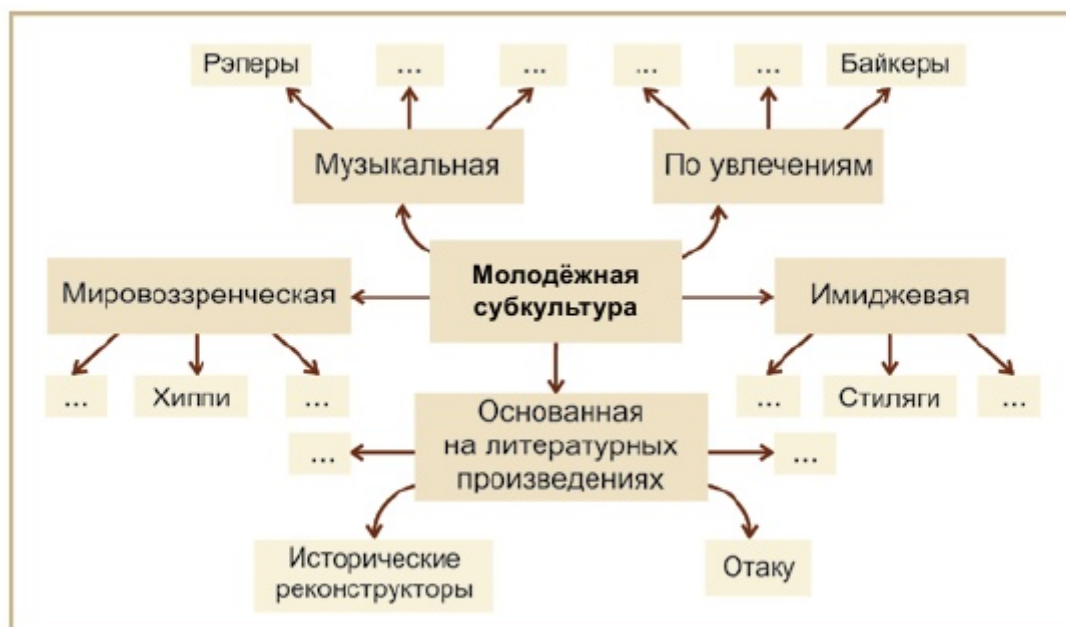 Рэперы
...
...
...
...
Байкеры
Музыкальная
По увлечениям
Молодёжная
субкультура
Мировоззренческая
Имиджевая
...
Хиппи
...
...
Стиляги
...
Основанная
на литературных
произведениях
...
...
Исторические
реконструкторы
Отаку